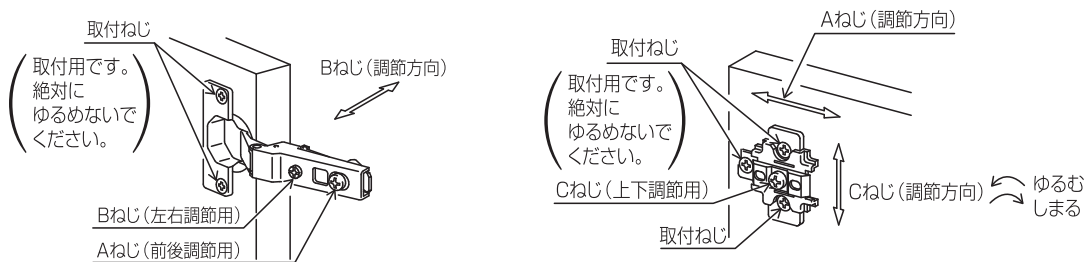 取付ねじ
取付用です。
絶対に
ゆるめないで
ください。
Bねじ（調節方向）
Bねじ（左右調節用）
Aねじ（前後調節用）
Aねじ（調節方向）
取付ねじ
取付用です。
絶対に
ゆるめないで
ください。
Cねじ（上下調節用）
Cねじ（調節方向）
ゆるむ
しまる
取付ねじ